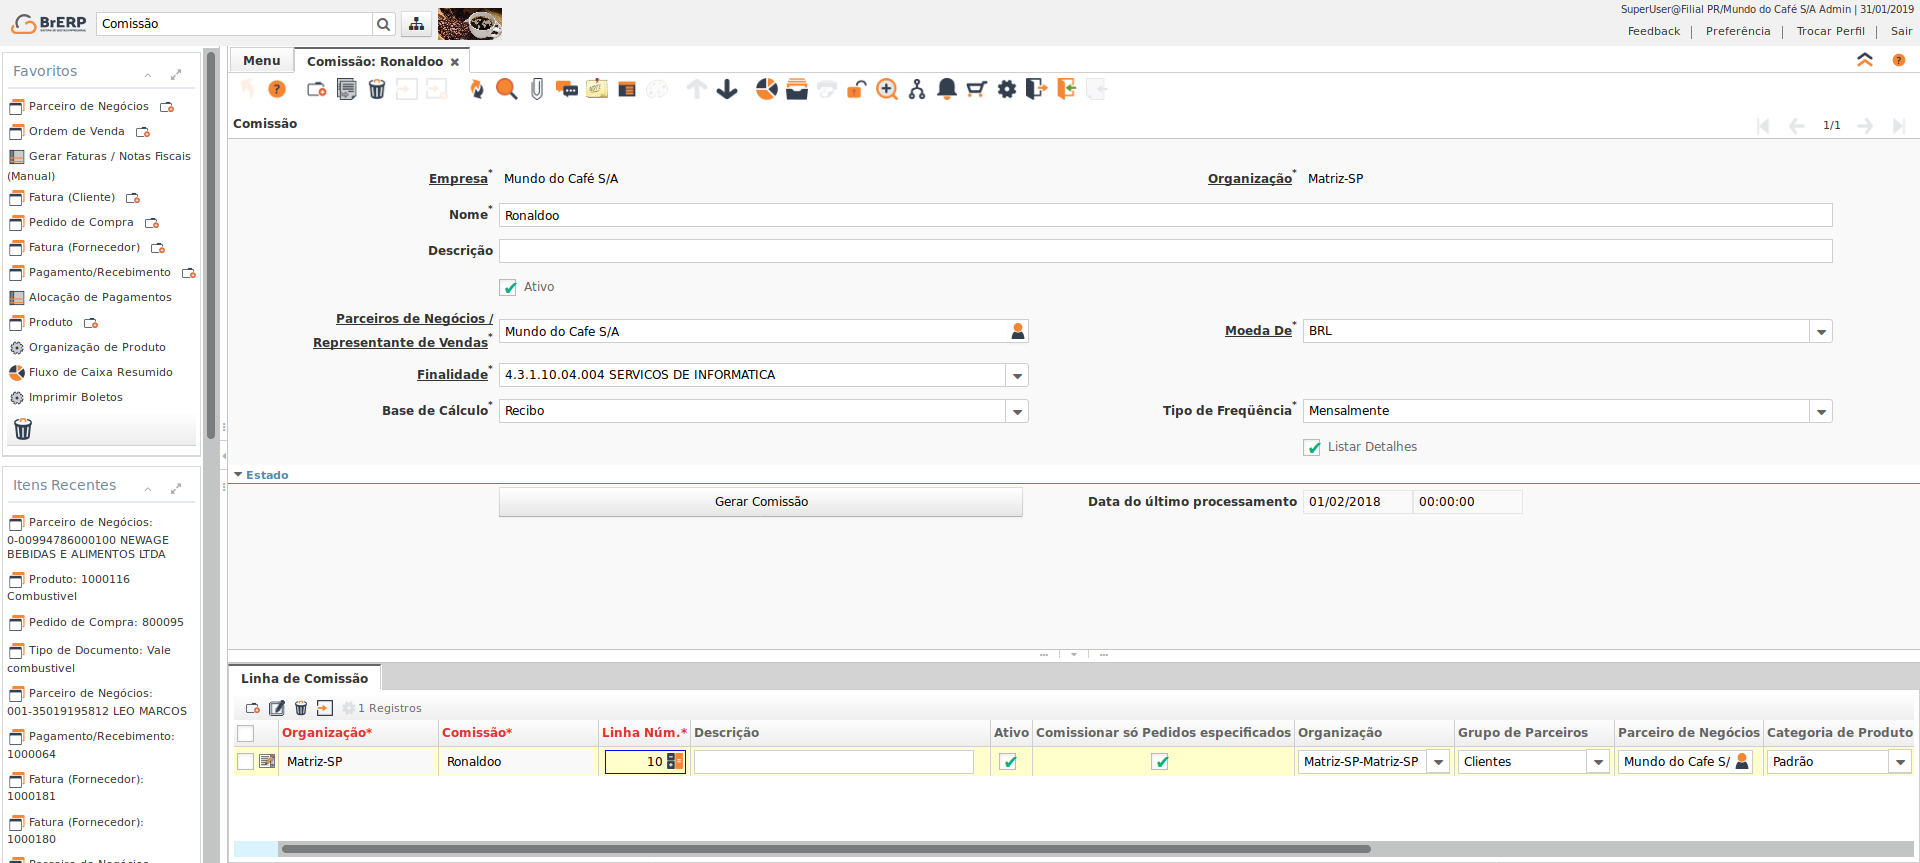 BrERP
Comissão
SuperUser@Filial PR/Mundo do Café S/A Admin | 31/01/2019
Feedback | Preferência | Trocar Perfil | Sair
Favoritos
Parceiro de Negócios
Ordem de Venda
Gerar Faturas / Notas Fiscais
(Manual)
Fatura (Cliente)
Pedido de Compra
Fatura (Fornecedor)
Pagamento/Recebimento
Alocação de Pagamentos
Produto
Organização de Produto
Fluxo de Caixa Resumido
Imprimir Boletos
Itens Recentes
Parceiro de Negócios:
0-00994786000100 NEWAGE
BEBIDAS E ALIMENTOS LTDA
Produto: 1000116
Combustivel
Pedido de Compra: 800095
Tipo de Documento: Vale
combustivel
Parceiro de Negócios:
001-35019195812 LEO MARCOS
Pagamento/Recebimento:
1000064
Fatura (Fornecedor):
1000181
Fatura (Fornecedor):
1000180
Menu
Comissão: Ronaldoo
Comissão
1/1
Empresa* Mundo do Café S/A
Organização* Matriz-SP
Nome* Ronaldoo
Descrição
Ativo
Parceiros de Negócios /
Representante de Vendas* Mundo do Cafe S/A
Moeda De* BRL
Finalidade* 4.3.1.10.04.004 SERVICOS DE INFORMATICA
Base de Cálculo* Recibo
Tipo de Freqüência* Mensalmente
Listar Detalhes
Estado
Gerar Comissão
Data do último processamento 01/02/2018 00:00:00
Linha de Comissão
1 Registros
Organização* Comissão* Linha Núm.* Descrição Ativo Comissionar só Pedidos especificados Organização Grupo de Parceiros Parceiro de Negócios Categoria de Produto
Matriz-SP Ronaldoo 10 Matriz-SP-Matriz-SP Clientes Mundo do Cafe S/ Padrão